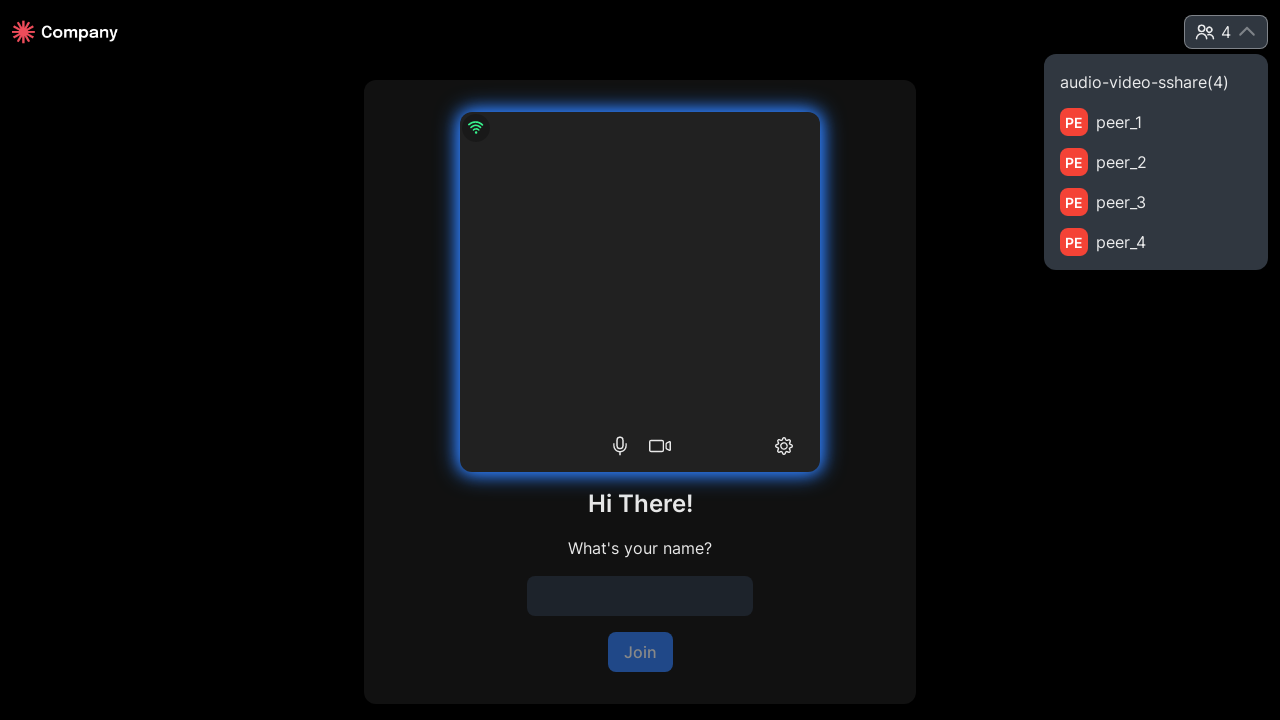 Company
4
audio-video-sshare(4)
PE peer_1
PE peer_2
PE peer_3
PE peer_4
Hi There!
What's your name?
Join